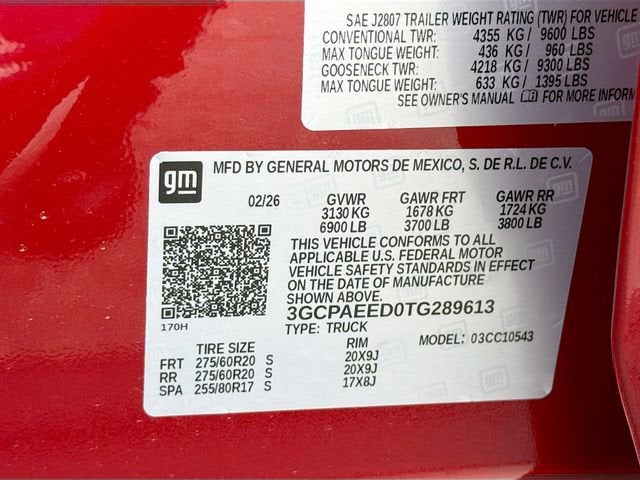 SAE J2807 TRAILER WEIGHT RATING (TWR) FOR VEHICLE
CONVENTIONAL TWR: 4355 KG / 9600 LBS
MAX TONGUE WEIGHT: 436 KG / 960 LBS
GOOSENECK TWR: 4218 KG / 9300 LBS
MAX TONGUE WEIGHT: 633 KG / 1395 LBS
SEE OWNER'S MANUAL FOR MORE INFORM
gm MFD BY GENERAL MOTORS DE MEXICO, S. DE R.L. DE C.V.
02/26 GVWR GAWR FRT GAWR RR
3130 KG 1678 KG 1724 KG
6900 LB 3700 LB 3800 LB
THIS VEHICLE CONFORMS TO ALL
APPLICABLE U.S. FEDERAL MOTOR
VEHICLE SAFETY STANDARDS IN EFFECT
ON THE DATE OF MANUFACTURE
SHOWN ABOVE.
3GCPAEED0TG289613
170H TYPE: TRUCK
MODEL: 03CC10543
TIRE SIZE RIM
FRT 275/60R20 S 20X9J
RR 275/60R20 S 20X9J
SPA 255/80R17 S 17X8J